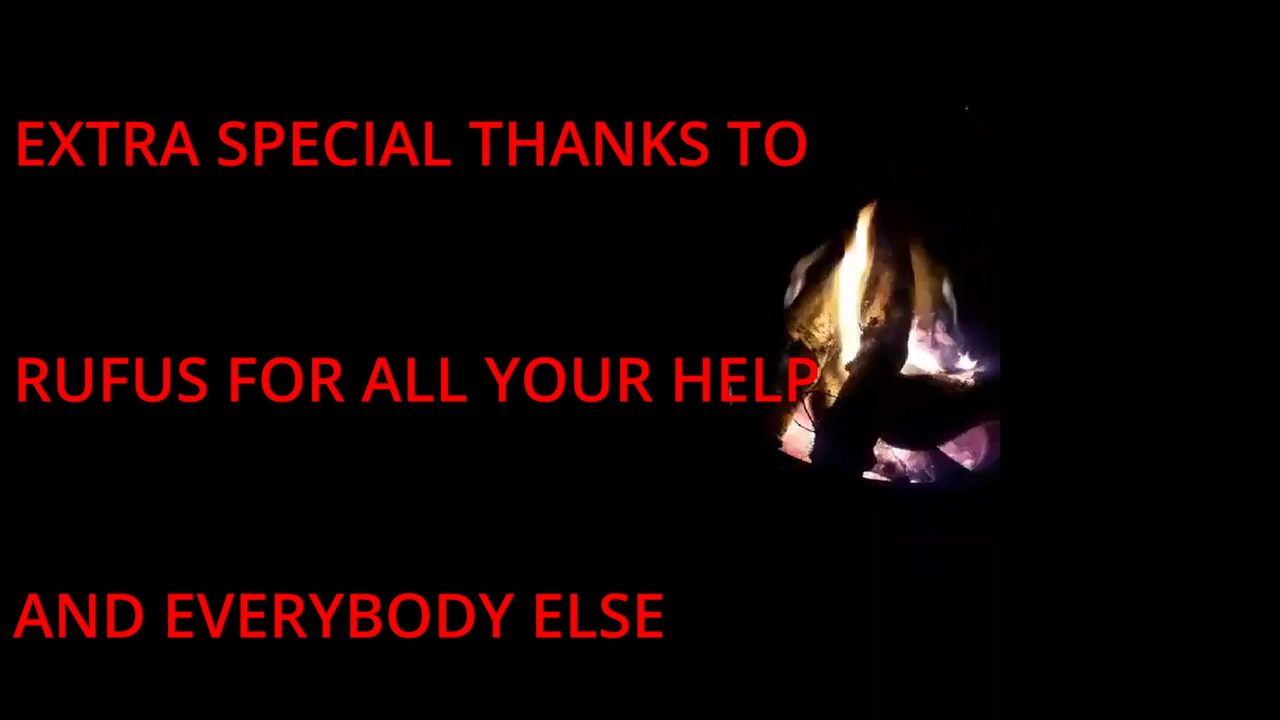 EXTRA SPECIAL THANKS TO
RUFUS FOR ALL YOUR HELP
AND EVERYBODY ELSE